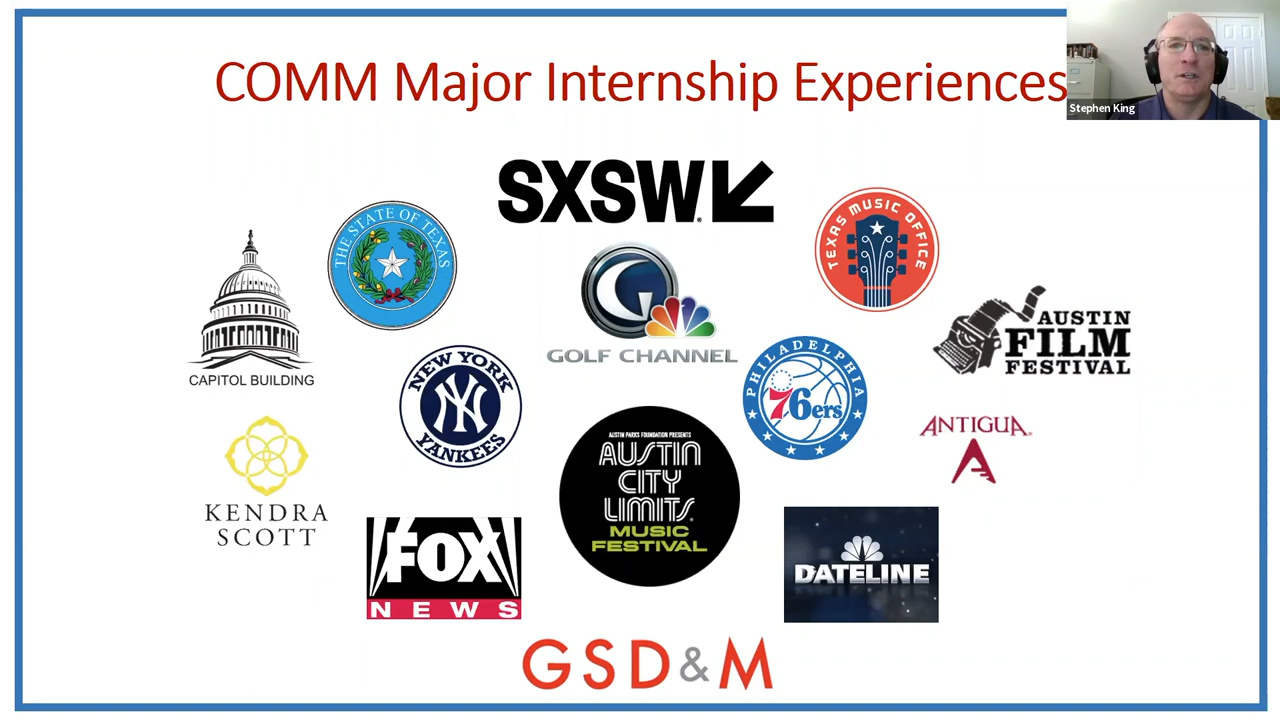 COMM Major Internship Experiences
Stephen King
SXSW®
THE STATE OF TEXAS
TEXAS MUSIC OFFICE
CAPITOL BUILDING
G
GOLF CHANNEL
AUSTIN
FILM
FESTIVAL
NEW YORK
NY
YANKEES
PHILADELPHIA
76ers
ANTIGUA
KENDRA
SCOTT
AUSTIN PARKS FOUNDATION PRESENTS
AUSTIN
CITY
LIMITS
MUSIC
FESTIVAL
FOX
NEWS
DATELINE
GSD&M